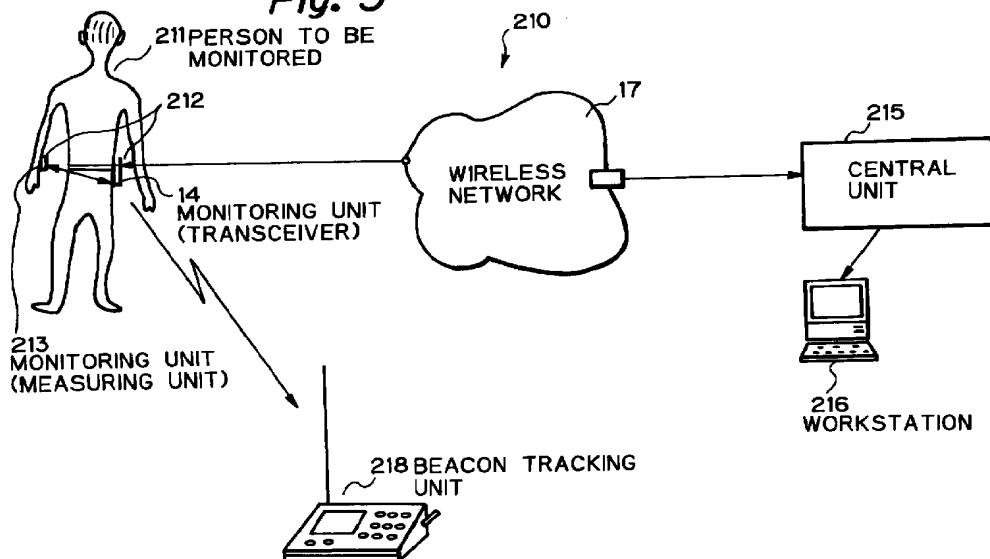 Fig. 5
210
211 PERSON TO BE
MONITORED
212
17
215
WIRELESS
NETWORK
CENTRAL
UNIT
14
MONITORING UNIT
(TRANSCEIVER)
213
MONITORING UNIT
(MEASURING UNIT)
216
WORKSTATION
218 BEACON TRACKING
UNIT